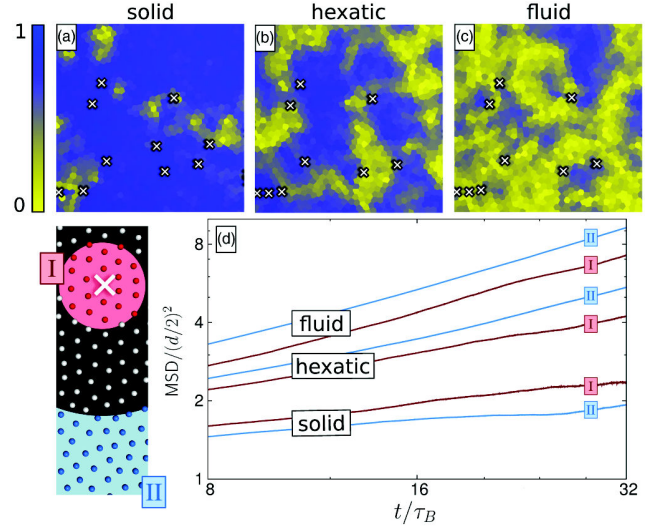 solid hexatic fluid
1
0
(a) (b) (c)
I
II
(d)
MSD/(d/2)²
8
4
2
1
fluid
hexatic
solid
II
I
II
I
I
II
8 16 32
t/τ_B